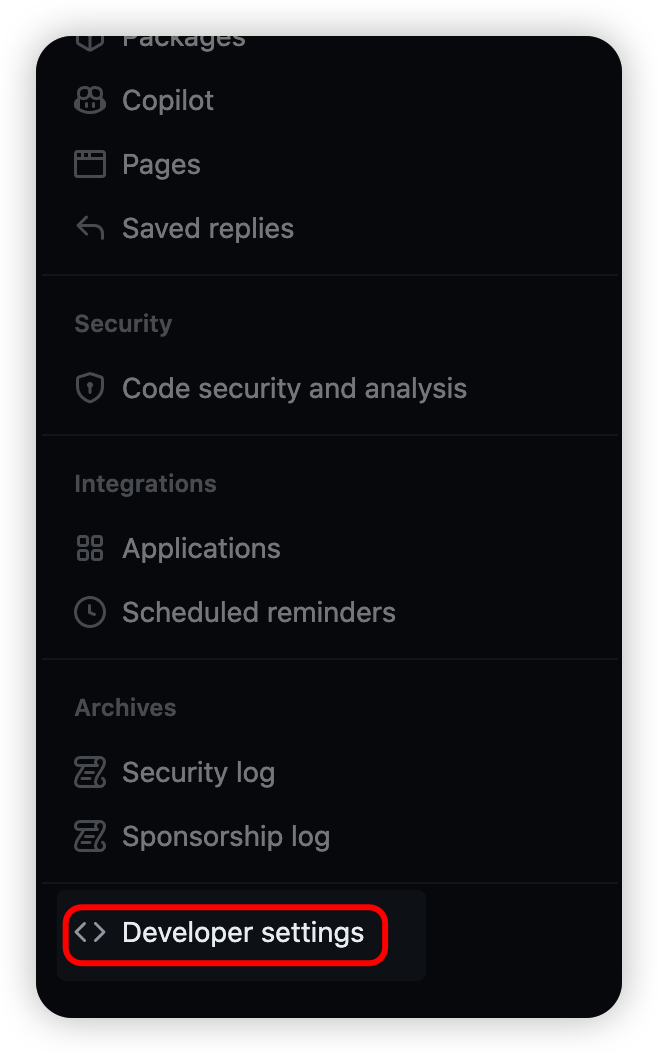 Packages
Copilot
Pages
Saved replies
Security
Code security and analysis
Integrations
Applications
Scheduled reminders
Archives
Security log
Sponsorship log
Developer settings